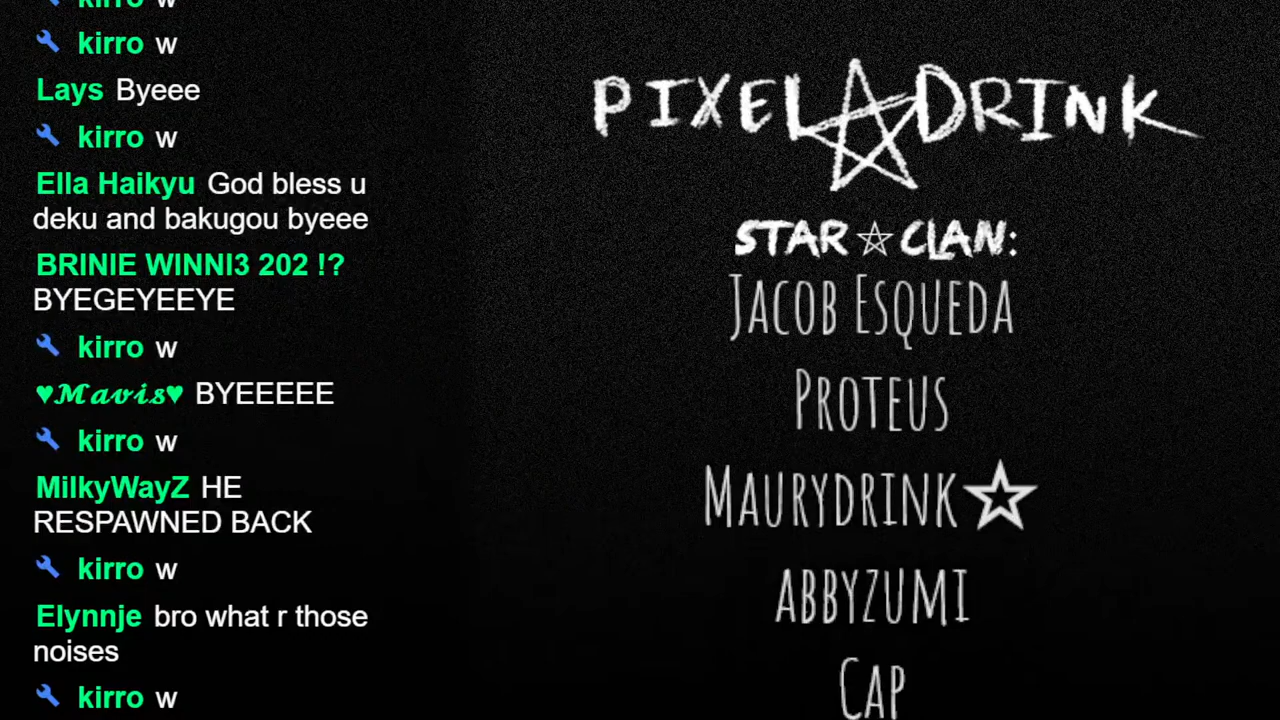 kirro w
kirro w
Lays Byeee
kirro w
Ella Haikyu God bless u
deku and bakugou byeee
BRINIE WINNI3 202 !?
BYEGEYEEYE
kirro w
♥𝓜𝓪𝓿𝓲𝓼♥ BYEEEEE
kirro w
MilkyWayZ HE
RESPAWNED BACK
kirro w
Elynnje bro what r those
noises
kirro w
PIXEL DRINK
STAR☆CLAN:
JACOB ESQUEDA
PROTEUS
MAURYDRINK☆
ABBYZUMI
CAP